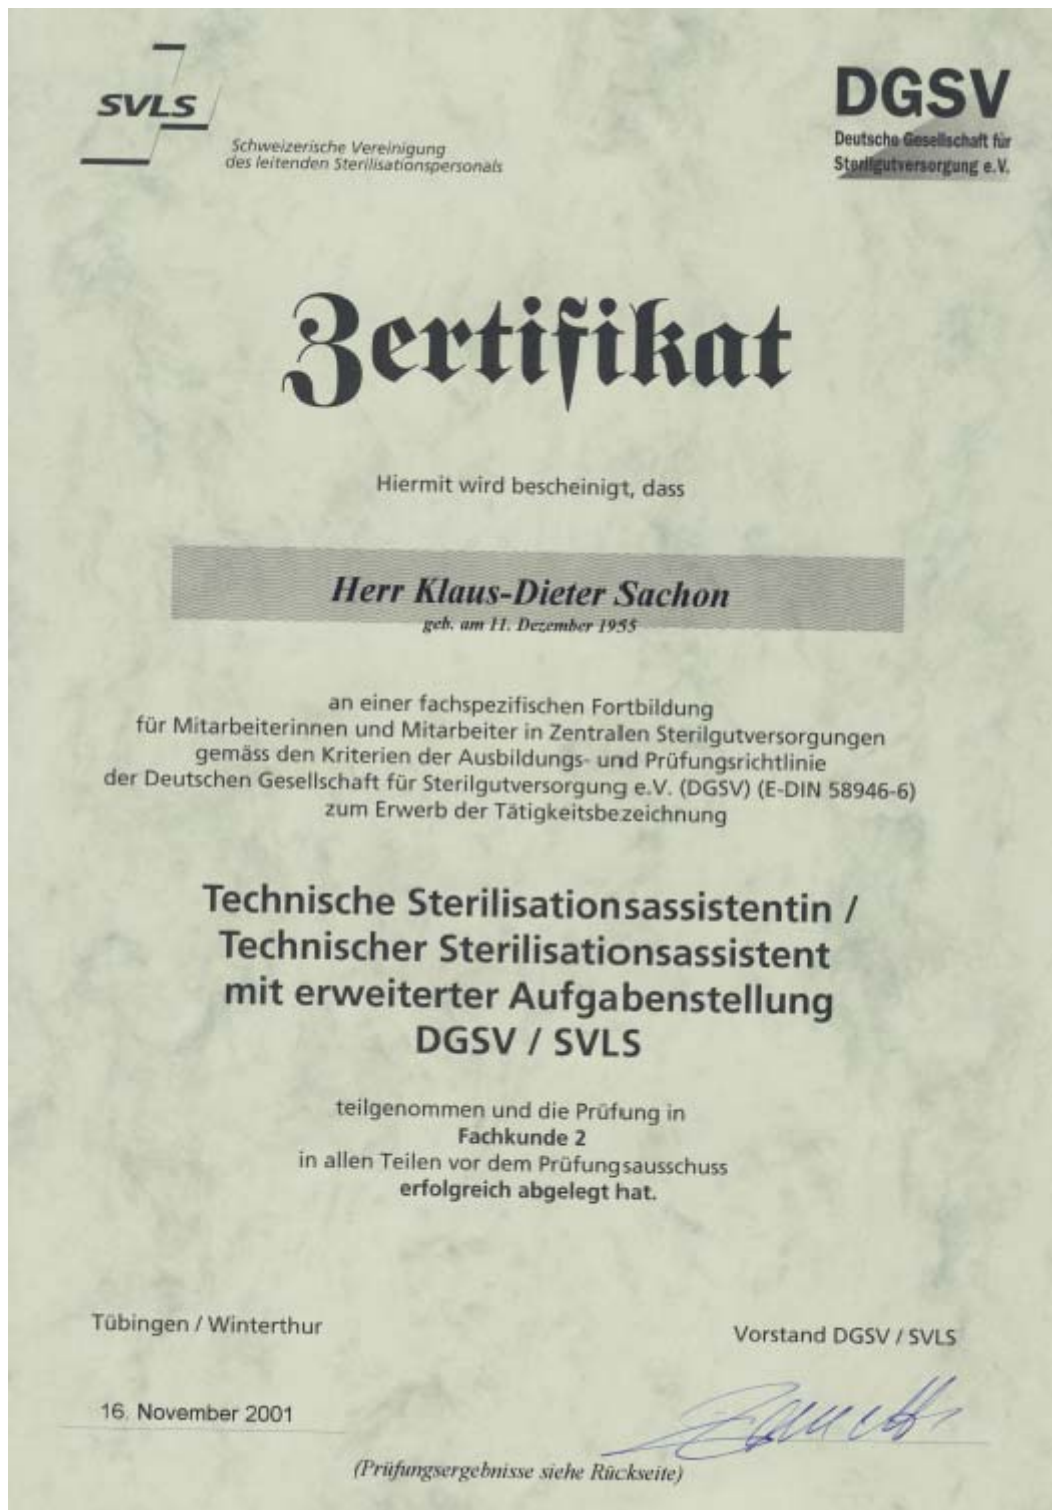 SVLS
Schweizerische Vereinigung
des leitenden Sterilisationspersonals
DGSV
Deutsche Gesellschaft für
Sterilgutversorgung e.V.
Zertifikat
Hiermit wird bescheinigt, dass
Herr Klaus-Dieter Sachon
geb. am 11. Dezember 1955
an einer fachspezifischen Fortbildung
für Mitarbeiterinnen und Mitarbeiter in Zentralen Sterilgutversorgungen
gemäss den Kriterien der Ausbildungs- und Prüfungsrichtlinie
der Deutschen Gesellschaft für Sterilgutversorgung e.V. (DGSV) (E-DIN 58946-6)
zum Erwerb der Tätigkeitsbezeichnung
Technische Sterilisationsassistentin /
Technischer Sterilisationsassistent
mit erweiterter Aufgabenstellung
DGSV / SVLS
teilgenommen und die Prüfung in
Fachkunde 2
in allen Teilen vor dem Prüfungsausschuss
erfolgreich abgelegt hat.
Tübingen / Winterthur
Vorstand DGSV / SVLS
16. November 2001
(Prüfungsergebnisse siehe Rückseite)